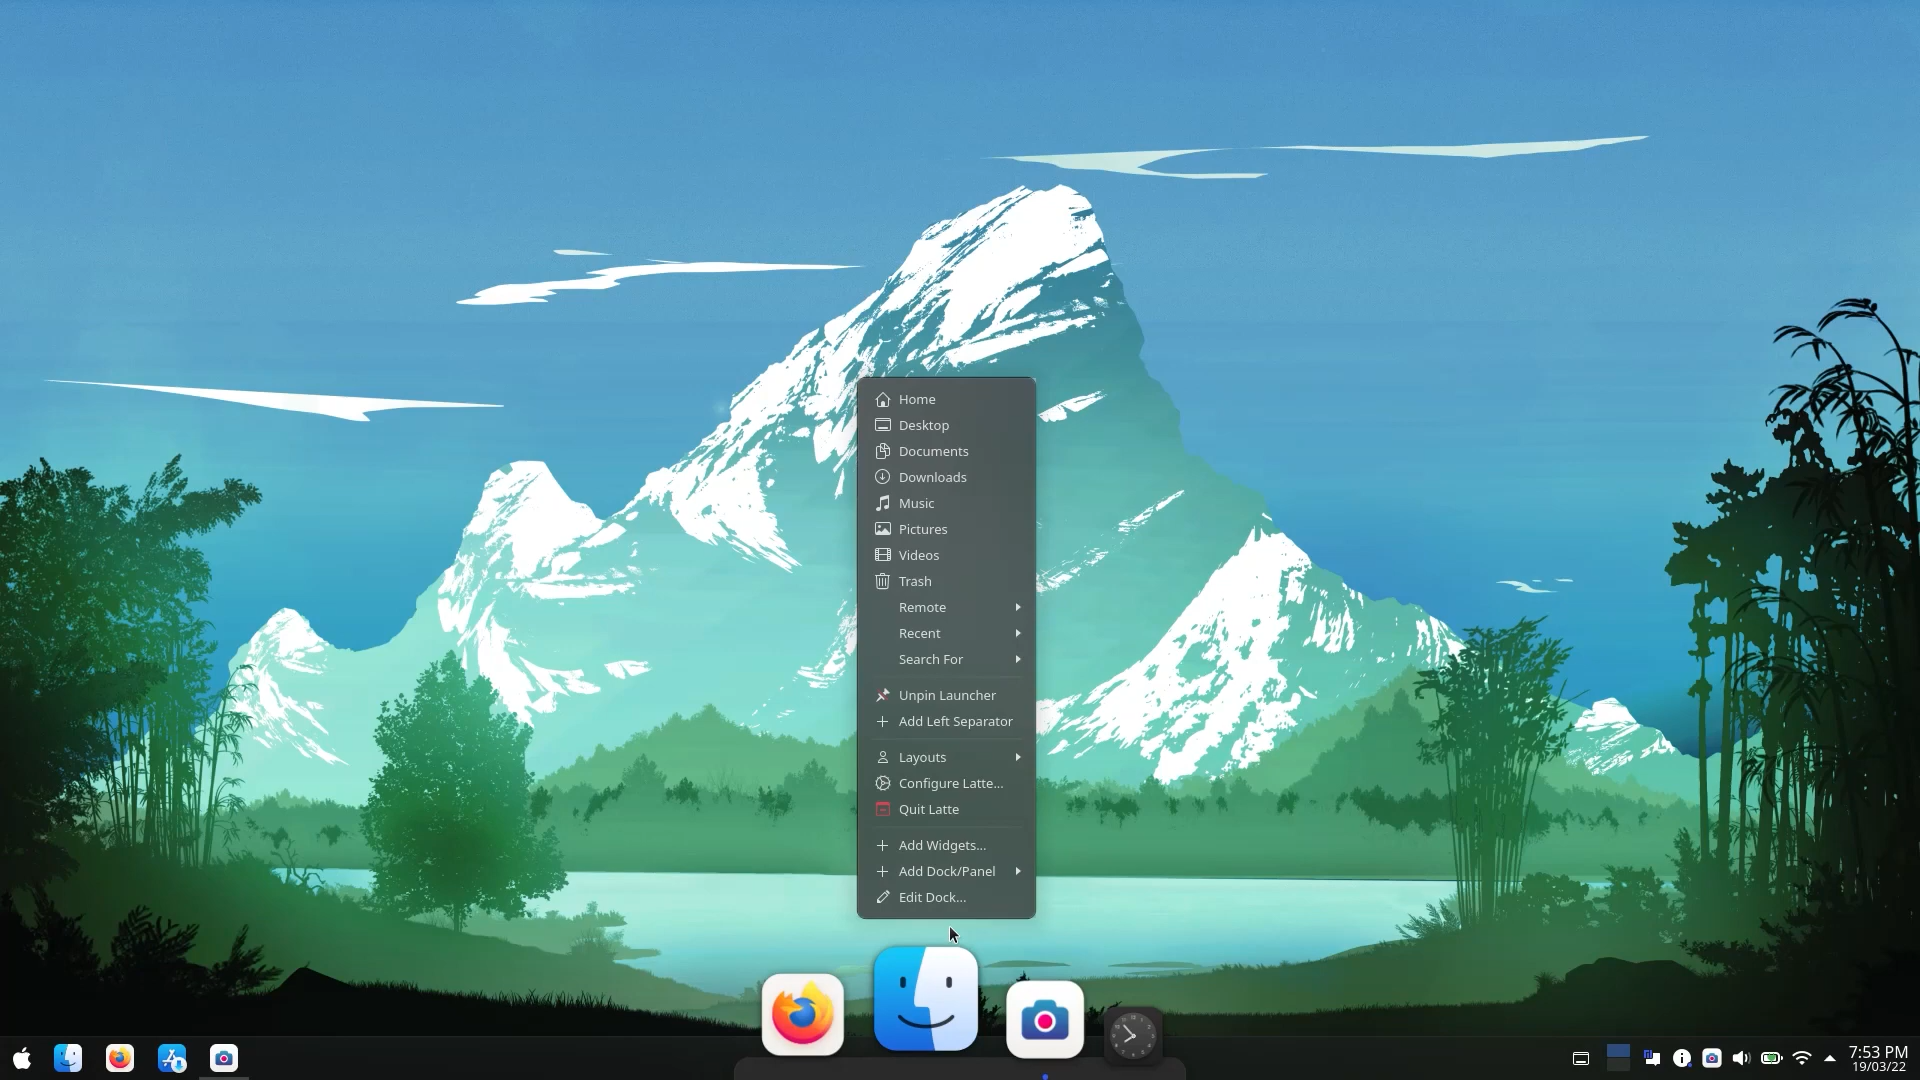 Home
Desktop
Documents
Downloads
Music
Pictures
Videos
Trash
Remote
Recent
Search For
Unpin Launcher
Add Left Separator
Layouts
Configure Latte...
Quit Latte
Add Widgets...
Add Dock/Panel
Edit Dock...
7:53 PM
19/03/22